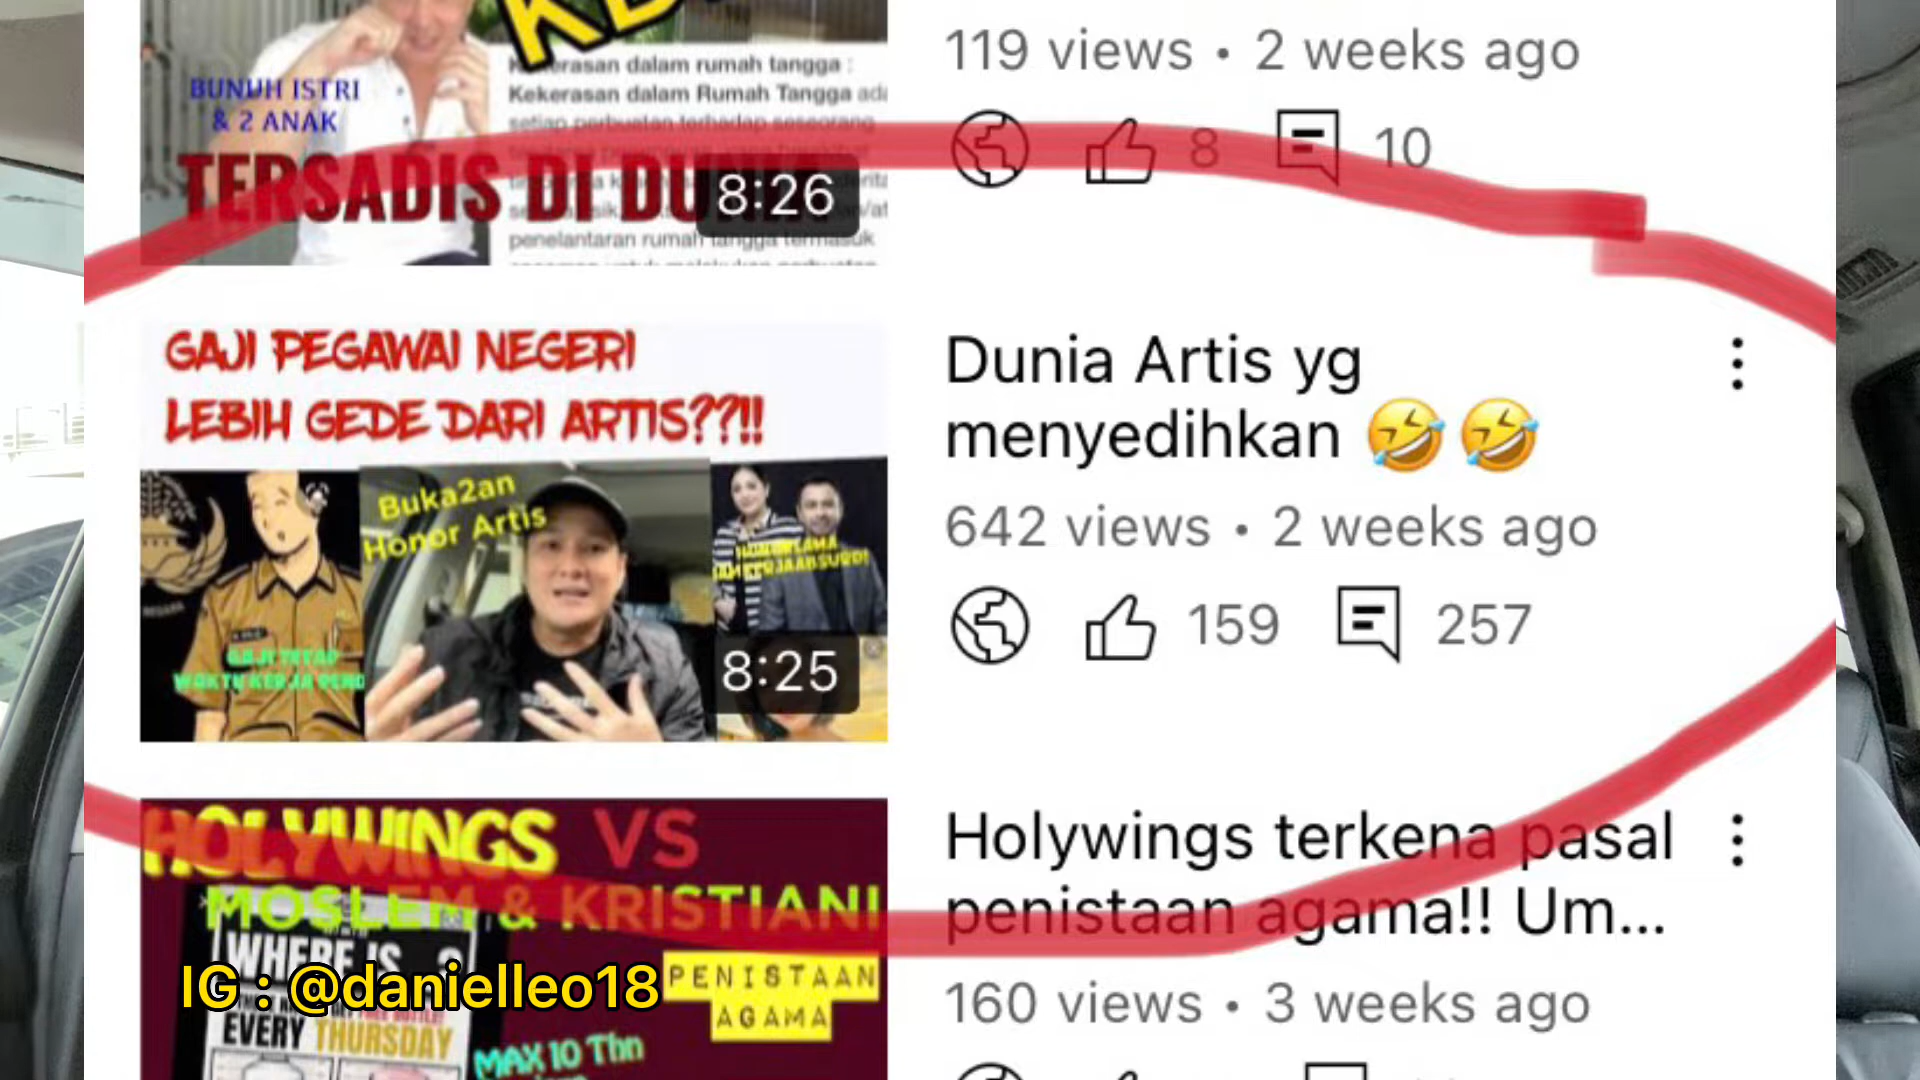 BUNUH ISTRI
& 2 ANAK
TERSADIS DI
8:26
dalam rumah tangga :
Kekerasan dalam Rumah Tangga
setiap perbuatan terhadap seseorang
penelantaran rumah tangga termasuk
119 views • 2 weeks ago
8
10
GAJI PEGAWAI NEGERI
LEBIH GEDE DARI ARTIS??!!
Buka2an
Honor Artis
GAJI TETAP
WAKTU KERJA
8:25
Dunia Artis yg
menyedihkan 🤣🤣
642 views • 2 weeks ago
159
257
HOLYWINGS VS
MOSLEM & KRISTIANI
WHERE IS
EVERY THURSDAY
PENISTAAN
AGAMA
MAX 10 Thn
Holywings terkena pasal
penistaan agama!! Um...
160 views • 3 weeks ago
IG : @danielleo18